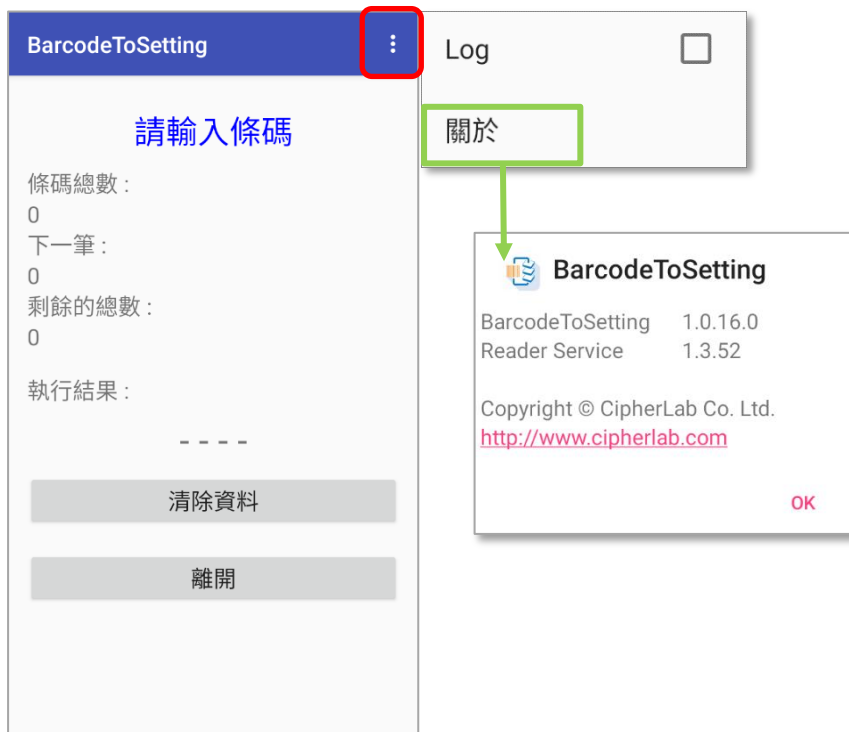 BarcodeToSetting
請輸入條碼
條碼總數 :
0
下一筆 :
0
剩餘的總數 :
0
執行結果 :
- - - -
清除資料
離開
Log
關於
BarcodeToSetting
BarcodeToSetting 1.0.16.0
Reader Service 1.3.52
Copyright © CipherLab Co. Ltd.
http://www.cipherlab.com
OK